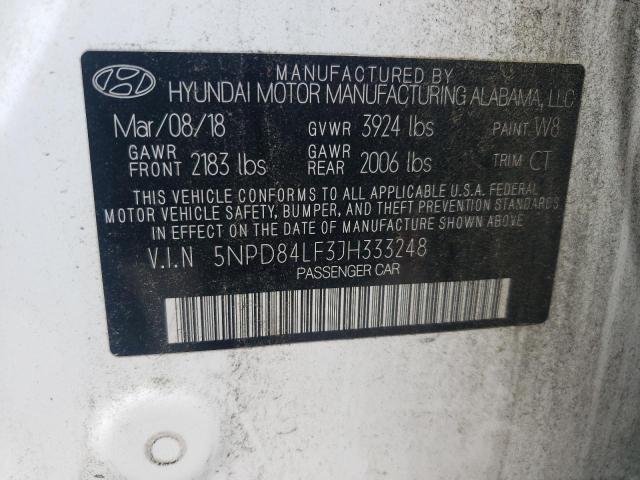 MANUFACTURED BY
HYUNDAI MOTOR MANUFACTURING ALABAMA, LLC
Mar/08/18 GVWR 3924 lbs PAINT W8
GAWR FRONT 2183 lbs GAWR REAR 2006 lbs TRIM CT
THIS VEHICLE CONFORMS TO ALL APPLICABLE U.S.A. FEDERAL
MOTOR VEHICLE SAFETY, BUMPER, AND THEFT PREVENTION STANDARDS
IN EFFECT ON THE DATE OF MANUFACTURE SHOWN ABOVE.
V.I.N 5NPD84LF3JH333248
PASSENGER CAR